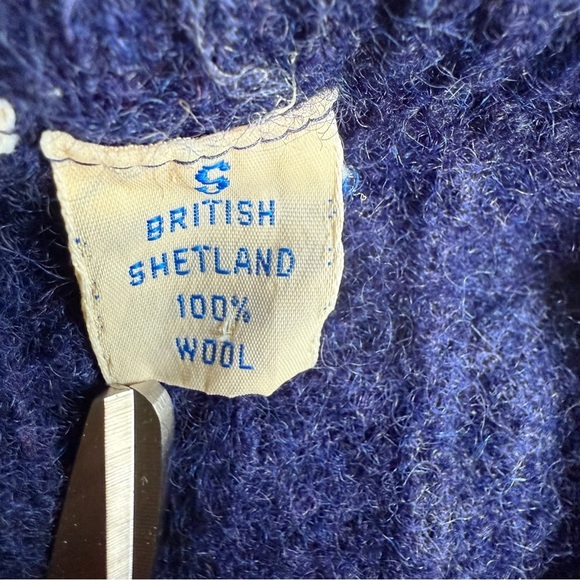 S
BRITISH
SHETLAND
100%
WOOL